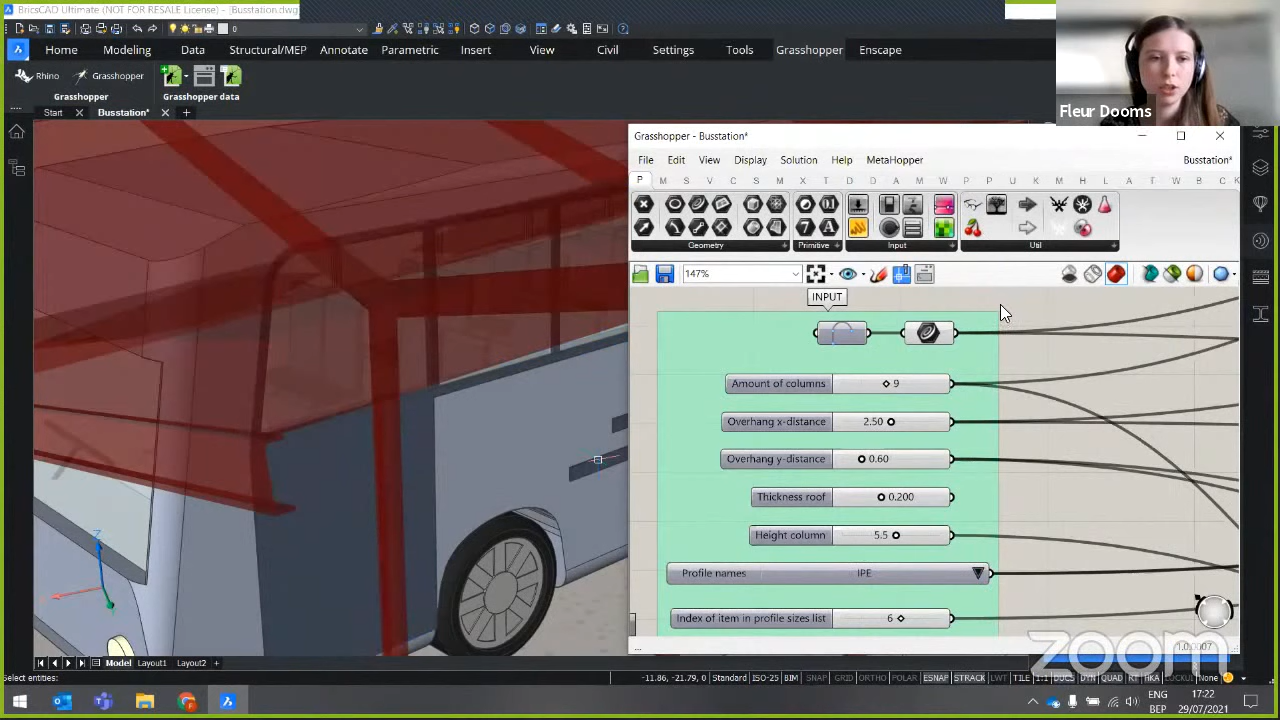 BricsCAD Ultimate (NOT FOR RESALE License) - [Busstation.dwg
0
Home Modeling Data Structural/MEP Annotate Parametric Insert View Civil Settings Tools Grasshopper Enscape
Rhino Grasshopper
Grasshopper Grasshopper data
Start Busstation*
Fleur Dooms
Grasshopper - Busstation*
File Edit View Display Solution Help MetaHopper Busstation*
P M S V C S M X D T D A M W P P U K M H L A T W B C K
Geometry Primitive Input Util
147%
INPUT
Amount of columns 9
Overhang x-distance 2.50
Overhang y-distance 0.60
Thickness roof 0.200
Height column 5.5
Profile names IPE
Index of item in profile sizes list 6
... 1.0.0007
Z
zoom
Model Layout1 Layout2
Select entities: -11.86, -21.79, 0 Standard ISO-25 BIM SNAP GRID ORTHO POLAR ESNAP STRACK LWT TILE 1:1 DUCS DYN QUAD RT HKA LOCKUI None
ENG
BEP
17:22
29/07/2021